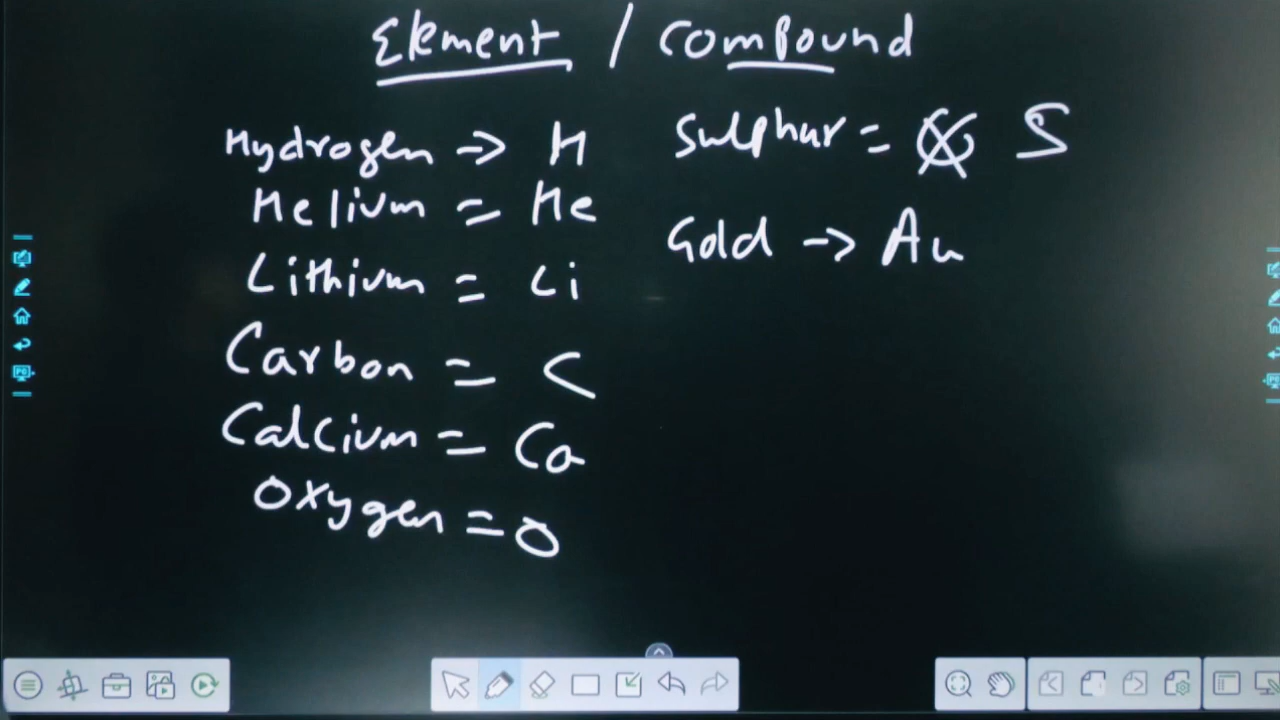 Element / Compound
Hydrogen → H
Helium = He
Lithium = Li
Carbon = C
Calcium = Ca
Oxygen = O
Sulphur = S
Gold → Au